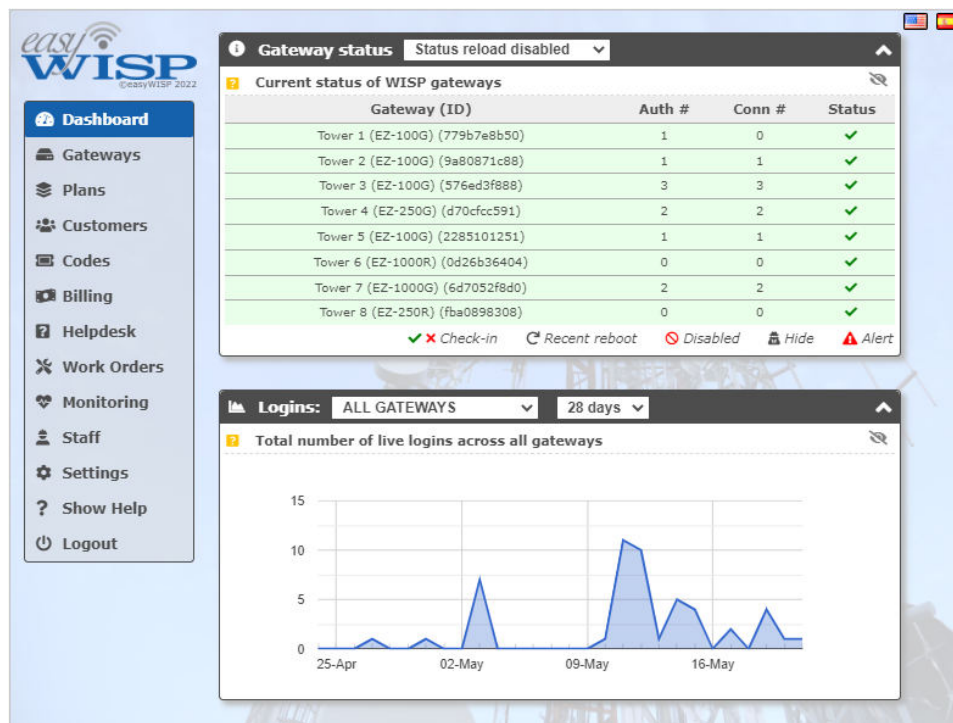 easy
WISP
©easyWISP 2022
Dashboard
Gateways
Plans
Customers
Codes
Billing
Helpdesk
Work Orders
Monitoring
Staff
Settings
Show Help
Logout
Gateway status Status reload disabled
Current status of WISP gateways
Gateway (ID) Auth # Conn # Status
Tower 1 (EZ-100G) (779b7e8b50) 1 0
Tower 2 (EZ-100G) (9a80871c88) 1 1
Tower 3 (EZ-100G) (576ed3f888) 3 3
Tower 4 (EZ-250G) (d70cfcc591) 2 2
Tower 5 (EZ-100G) (2285101251) 1 1
Tower 6 (EZ-1000R) (0d26b36404) 0 0
Tower 7 (EZ-1000G) (6d7052f8d0) 2 2
Tower 8 (EZ-250R) (fba0898308) 0 0
Check-in Recent reboot Disabled Hide Alert
Logins: ALL GATEWAYS 28 days
Total number of live logins across all gateways
15
10
5
0
25-Apr 02-May 09-May 16-May